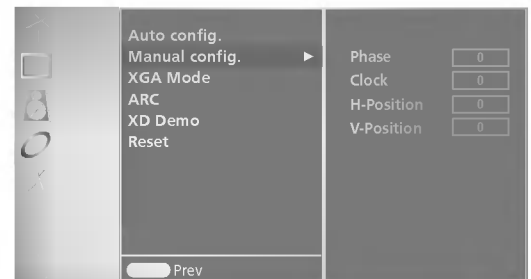 Auto config.
Manual config. ►
XGA Mode
ARC
XD Demo
Reset
Prev
Phase 0
Clock 0
H-Position 0
V-Position 0